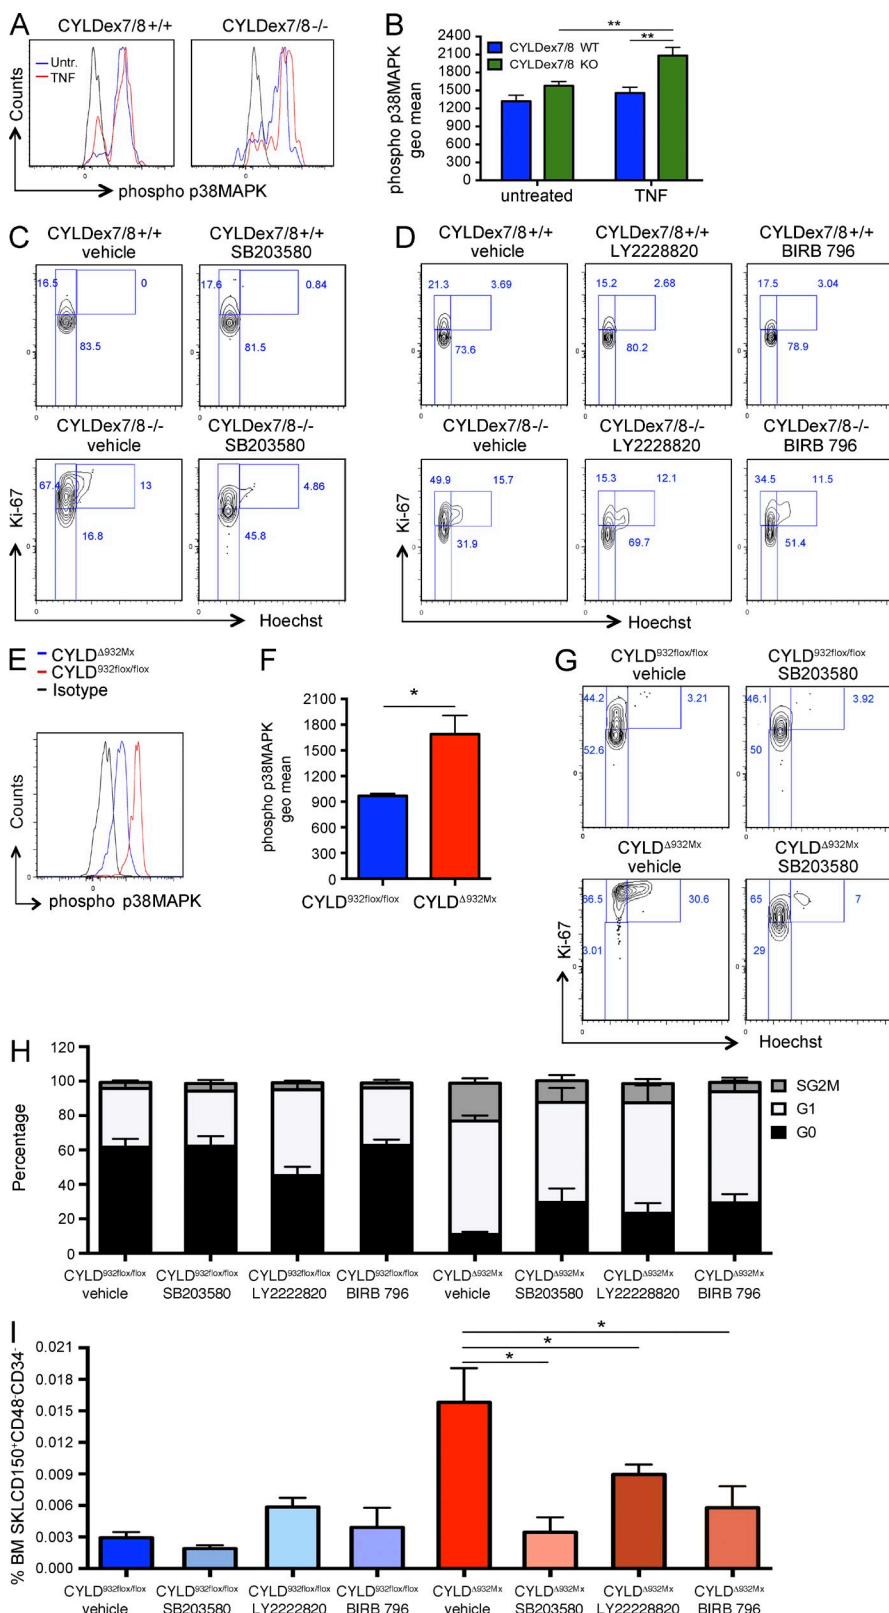 A
CYLDex7/8+/+
CYLDex7/8-/-
Untr.
TNF
Counts
0
0
phospho p38MAPK
B
CYLDex7/8 WT
CYLDex7/8 KO
**
**
phospho p38MAPK
geo mean
2400
2100
1800
1500
1200
900
600
300
0
untreated
TNF
C
CYLDex7/8+/+
vehicle
CYLDex7/8+/+
SB203580
16.5
0
83.5
17.6
0.84
81.5
CYLDex7/8-/-
vehicle
CYLDex7/8-/-
SB203580
13
16.8
4.86
45.8
Ki-67
Hoechst
D
CYLDex7/8+/+
vehicle
CYLDex7/8+/+
LY2228820
CYLDex7/8+/+
BIRB 796
21.3
3.69
73.6
15.2
2.68
80.2
17.5
3.04
78.9
CYLDex7/8-/-
vehicle
CYLDex7/8-/-
LY2228820
CYLDex7/8-/-
BIRB 796
49.9
15.7
31.9
15.3
12.1
69.7
34.5
11.5
51.4
Ki-67
Hoechst
E
CYLDΔ932Mx
CYLD932flox/flox
Isotype
Counts
0
phospho p38MAPK
F
*
phospho p38MAPK
geo mean
2100
1800
1500
1200
900
600
300
0
CYLD932flox/flox
CYLDΔ932Mx
G
CYLD932flox/flox
vehicle
CYLD932flox/flox
SB203580
44.2
3.21
52.6
46.1
3.92
50
CYLDΔ932Mx
vehicle
CYLDΔ932Mx
SB203580
30.6
3.01
65
7
29
Ki-67
Hoechst
H
Percentage
120
100
80
60
40
20
0
SG2M
G1
G0
CYLD932flox/flox
vehicle
CYLD932flox/flox
SB203580
CYLD932flox/flox
LY2222820
CYLD932flox/flox
BIRB 796
CYLDΔ932Mx
vehicle
CYLDΔ932Mx
SB203580
CYLDΔ932Mx
LY22228820
CYLDΔ932Mx
BIRB 796
I
% BM SKLCD150+CD48-CD34-
0.021
0.018
0.015
0.012
0.009
0.006
0.003
0.000
*
*
*
CYLD932flox/flox
vehicle
CYLD932flox/flox
SB203580
CYLD932flox/flox
LY2222820
CYLD932flox/flox
BIRB 796
CYLDΔ932Mx
vehicle
CYLDΔ932Mx
SB203580
CYLDΔ932Mx
LY22228820
CYLDΔ932Mx
BIRB 796